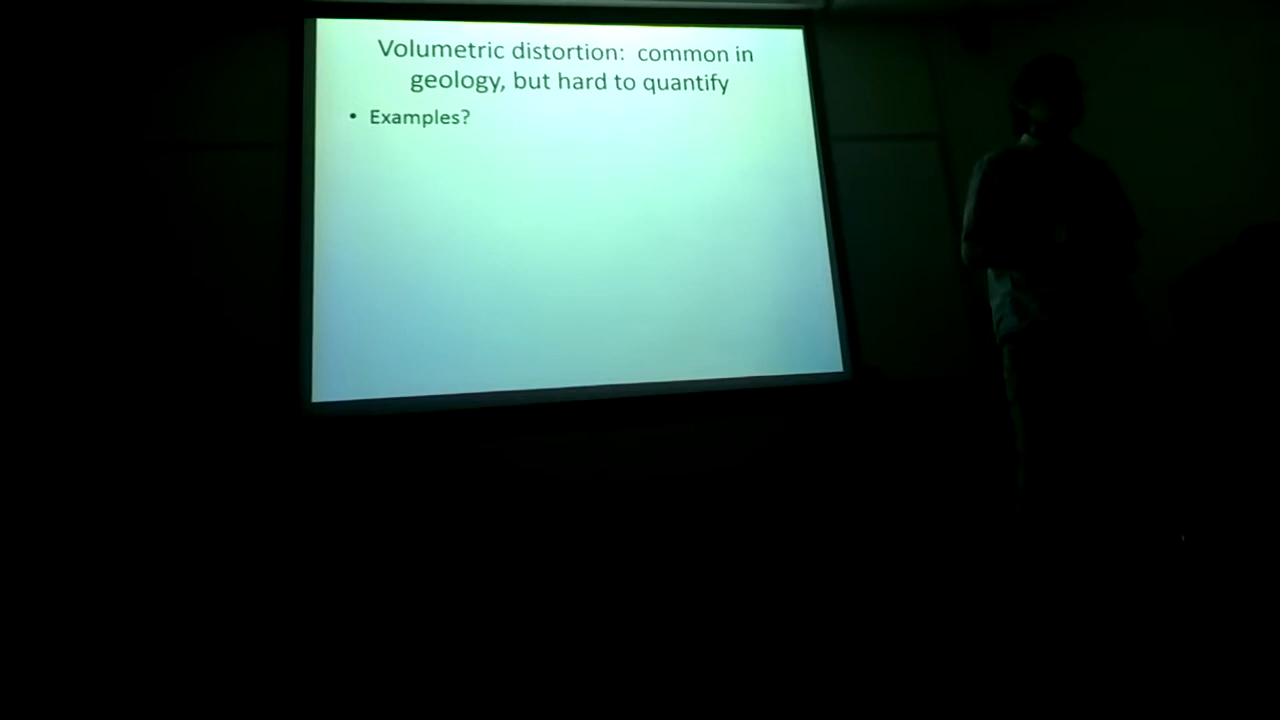 Volumetric distortion: common in
geology, but hard to quantify
• Examples?